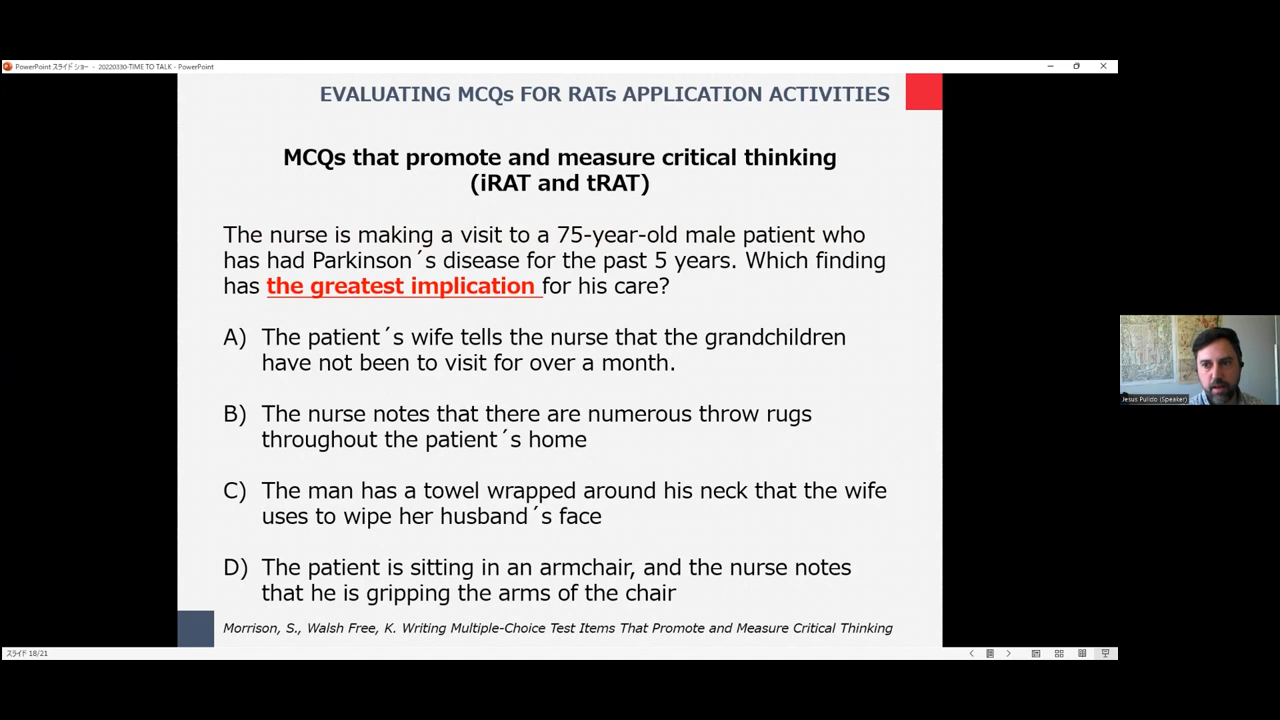 PowerPoint スライド ショー - 20220330-TIME TO TALK - PowerPoint
EVALUATING MCQs FOR RATs APPLICATION ACTIVITIES
MCQs that promote and measure critical thinking
(iRAT and tRAT)
The nurse is making a visit to a 75-year-old male patient who
has had Parkinson´s disease for the past 5 years. Which finding
has the greatest implication for his care?
A) The patient´s wife tells the nurse that the grandchildren
have not been to visit for over a month.
B) The nurse notes that there are numerous throw rugs
throughout the patient´s home
C) The man has a towel wrapped around his neck that the wife
uses to wipe her husband´s face
D) The patient is sitting in an armchair, and the nurse notes
that he is gripping the arms of the chair
Morrison, S., Walsh Free, K. Writing Multiple-Choice Test Items That Promote and Measure Critical Thinking
スライド 18/21
Jesus Pulido (Speaker)